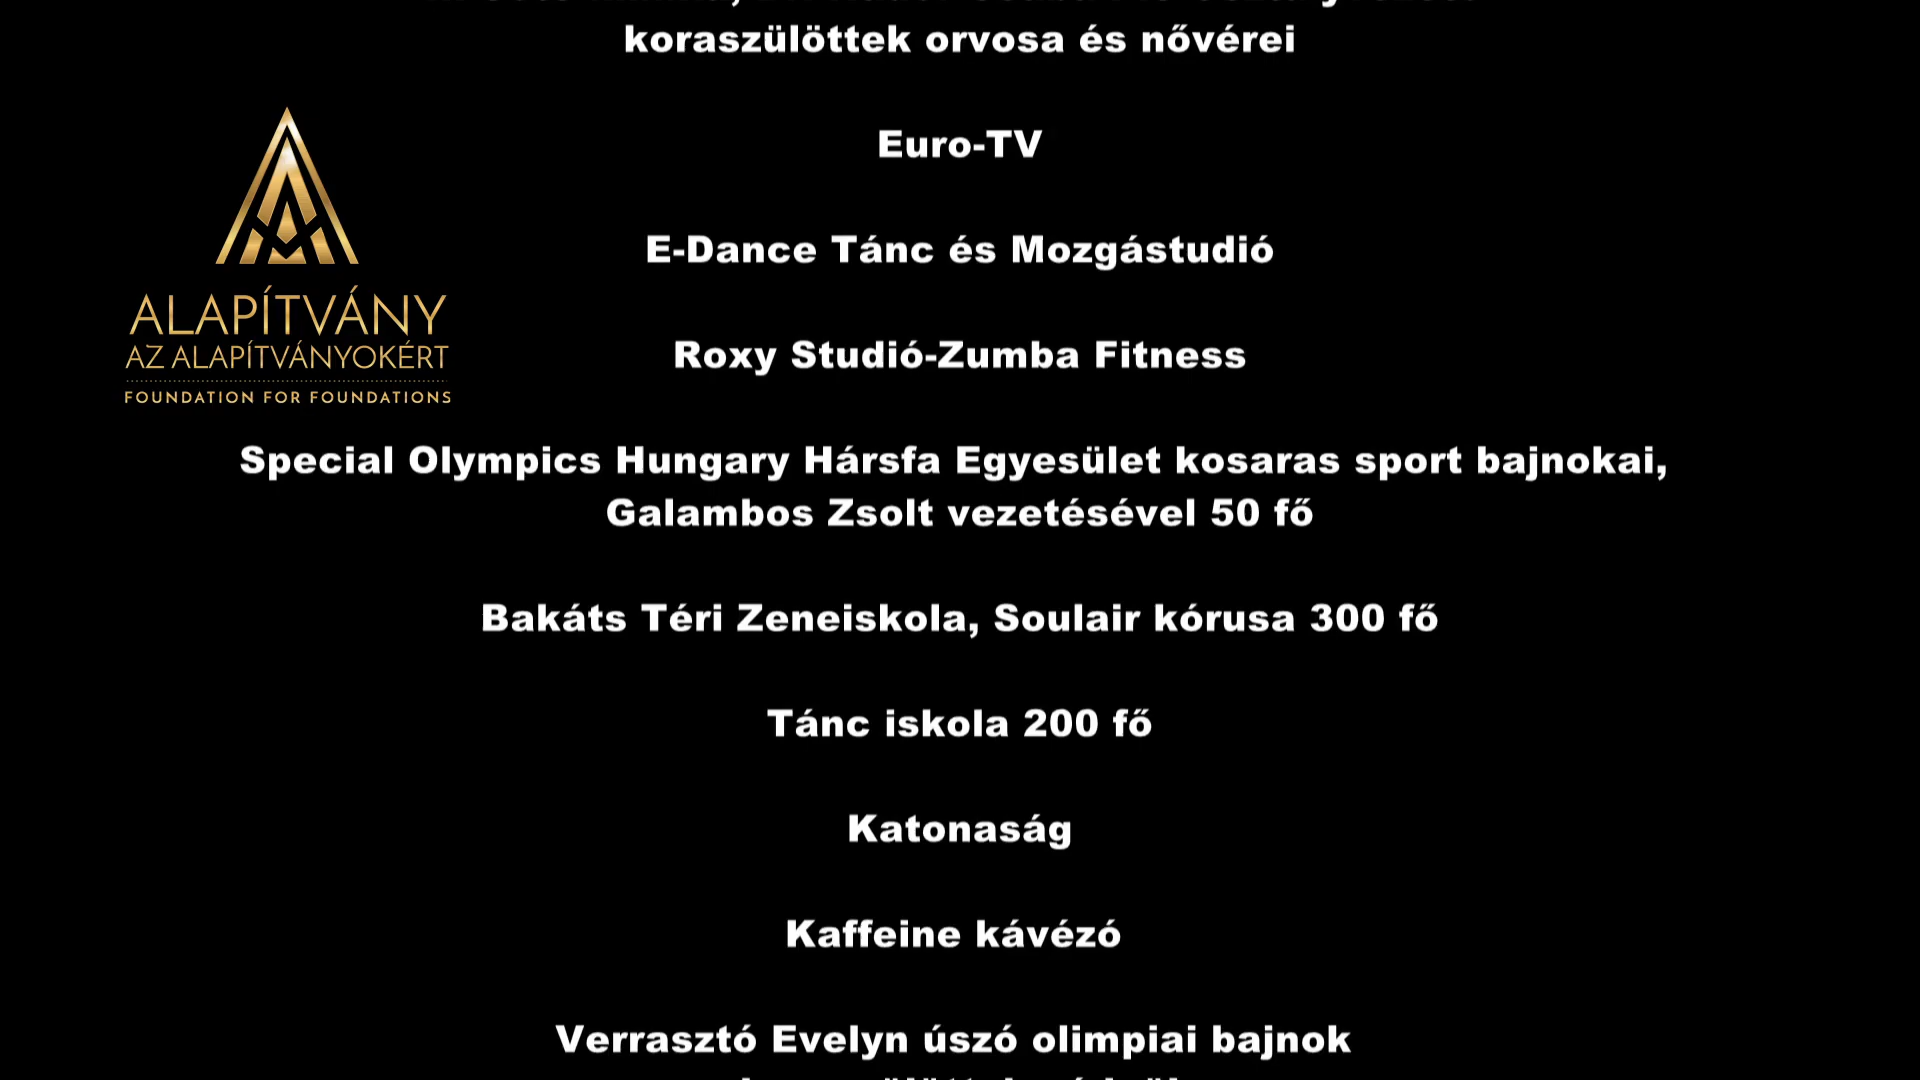 koraszülöttek orvosa és nővérei
Euro-TV
E-Dance Tánc és Mozgástudió
ALAPÍTVÁNY
AZ ALAPÍTVÁNYOKÉRT
FOUNDATION FOR FOUNDATIONS
Roxy Studió-Zumba Fitness
Special Olympics Hungary Hársfa Egyesület kosaras sport bajnokai,
Galambos Zsolt vezetésével 50 fő
Bakáts Téri Zeneiskola, Soulair kórusa 300 fő
Tánc iskola 200 fő
Katonaság
Kaffeine kávézó
Verrasztó Evelyn úszó olimpiai bajnok